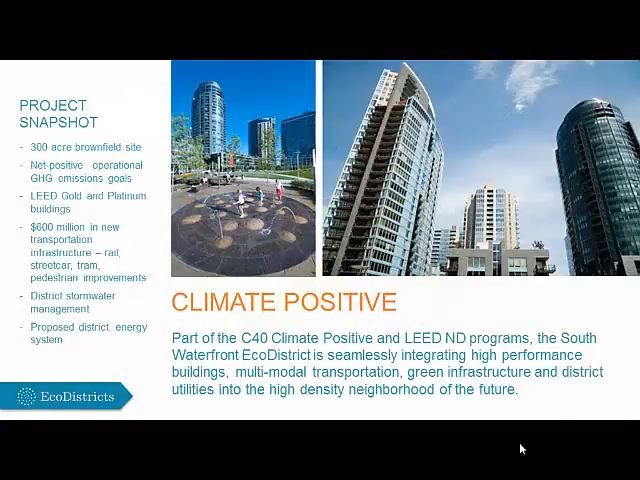 PROJECT
SNAPSHOT
- 300 acre brownfield site
- Net-positive operational
GHG emissions goals
- LEED Gold and Platinum
buildings
- $600 million in new
transportation
infrastructure – rail,
streetcar, tram,
pedestrian improvements
- District stormwater
management
- Proposed district energy
system
EcoDistricts
CLIMATE POSITIVE
Part of the C40 Climate Positive and LEED ND programs, the South
Waterfront EcoDistrict is seamlessly integrating high performance
buildings, multi-modal transportation, green infrastructure and district
utilities into the high density neighborhood of the future.